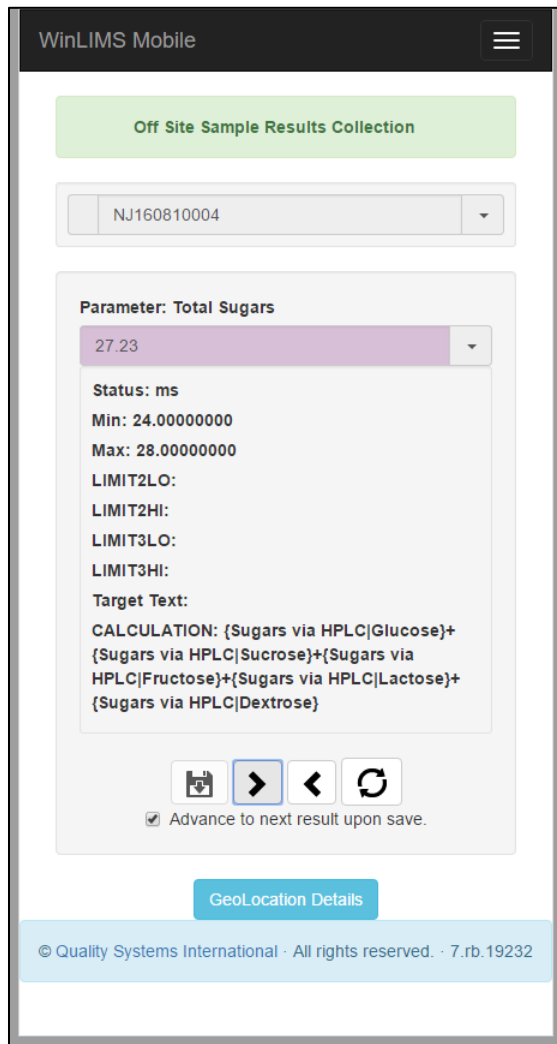 WinLIMS Mobile
Off Site Sample Results Collection
NJ160810004
Parameter: Total Sugars
27.23
Status: ms
Min: 24.00000000
Max: 28.00000000
LIMIT2LO:
LIMIT2HI:
LIMIT3LO:
LIMIT3HI:
Target Text:
CALCULATION: {Sugars via HPLC|Glucose}+
{Sugars via HPLC|Sucrose}+{Sugars via
HPLC|Fructose}+{Sugars via HPLC|Lactose}+
{Sugars via HPLC|Dextrose}
Advance to next result upon save.
GeoLocation Details
© Quality Systems International · All rights reserved. · 7.rb.19232